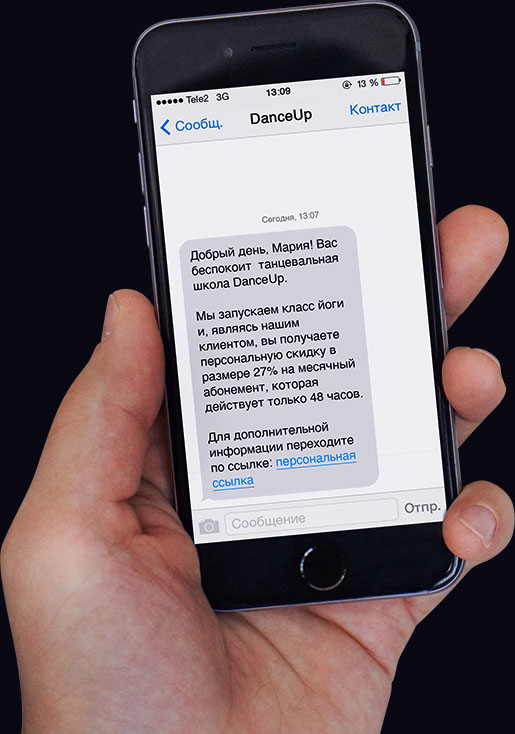 Tele2 3G 13:09 13 %
Сообщ. DanceUp Контакт
Сегодня, 13:07
Добрый день, Мария! Вас
беспокоит танцевальная
школа DanceUp.
Мы запускаем класс йоги
и, являясь нашим
клиентом, вы получаете
персональную скидку в
размере 27% на месячный
абонемент, которая
действует только 48 часов.
Для дополнительной
информации переходите
по ссылке: персональная
ссылка
Сообщение Отпр.